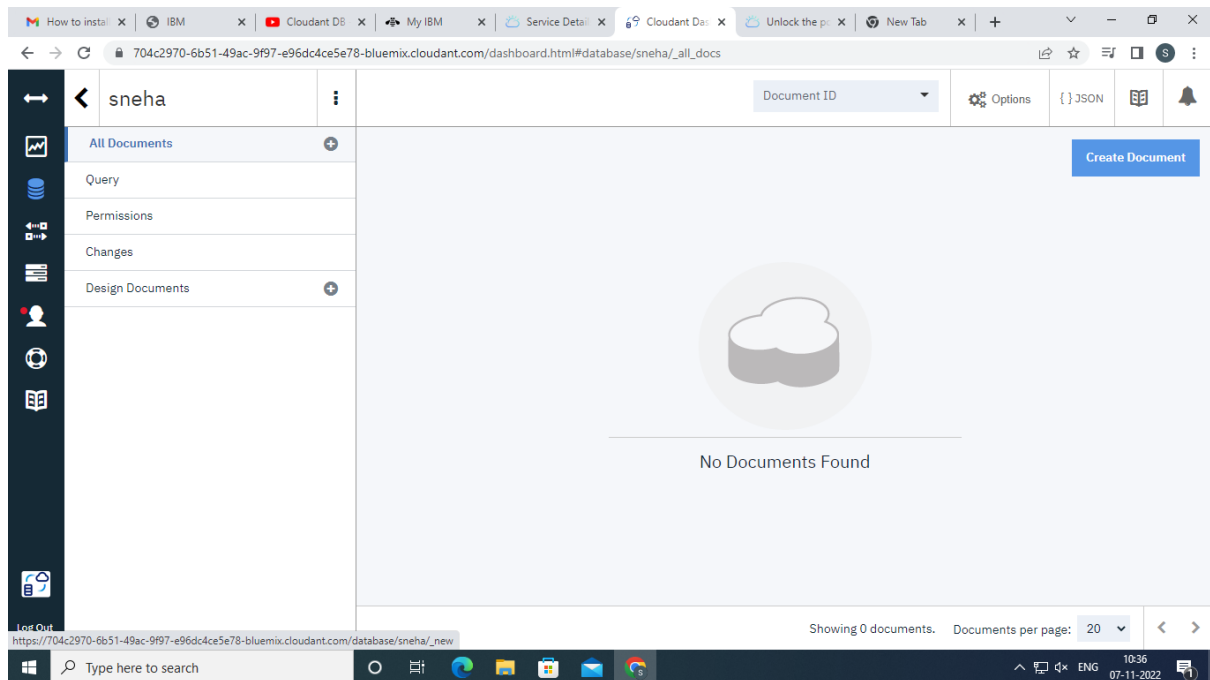 How to instal
IBM
Cloudant DB
My IBM
Service Detail
Cloudant Das
Unlock the po
New Tab
704c2970-6b51-49ac-9f97-e96dc4ce5e78-bluemix.cloudant.com/dashboard.html#database/sneha/_all_docs
S
sneha
Document ID
Options
{ } JSON
All Documents
Create Document
Query
Permissions
Changes
Design Documents
No Documents Found
Log Out
Showing 0 documents.
Documents per page: 20
https://704c2970-6b51-49ac-9f97-e96dc4ce5e78-bluemix.cloudant.com/database/sneha/_new
Type here to search
ENG
10:36
07-11-2022
1